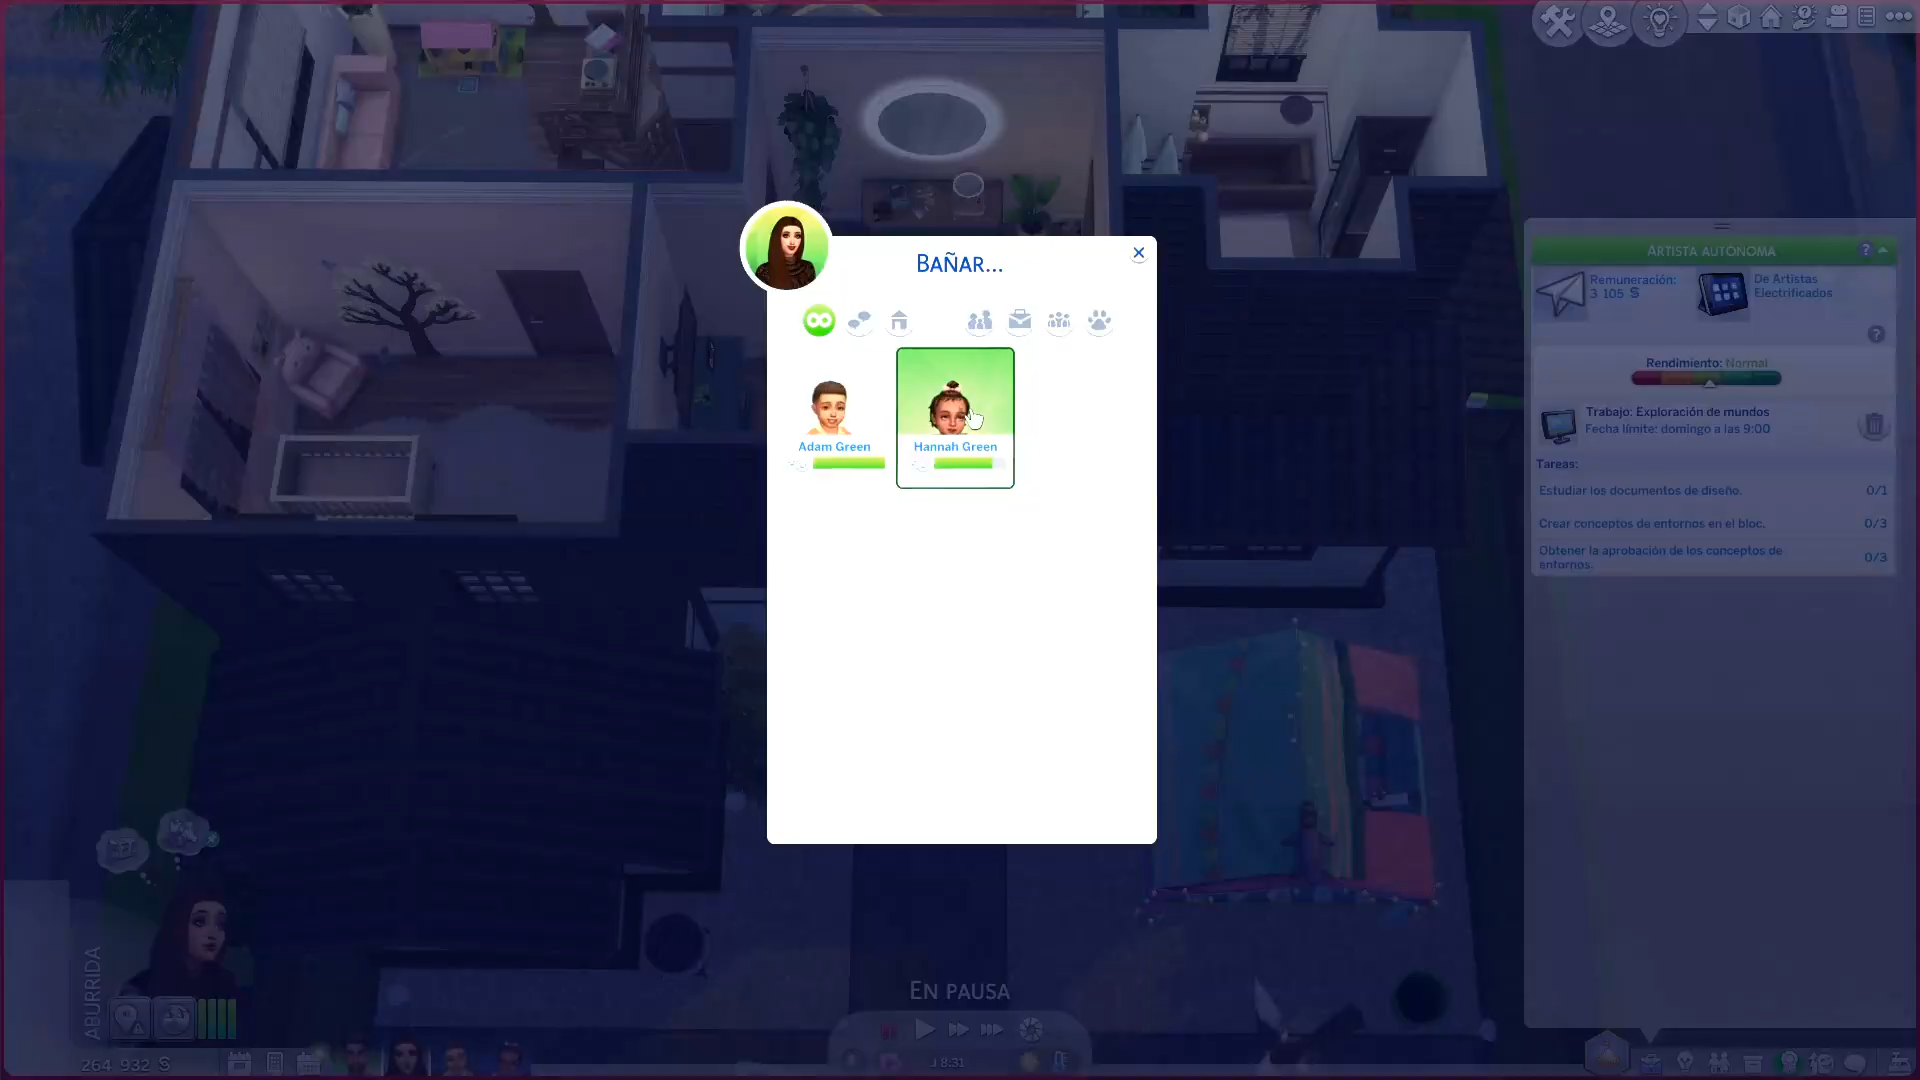 BAÑAR...
Adam Green
Hannah Green
ARTISTA AUTÓNOMA
Remuneración:
3 105 $
De Artistas
Electrificados
Rendimiento: Normal
Trabajo: Exploración de mundos
Fecha límite: domingo a las 9:00
Tareas:
Estudiar los documentos de diseño. 0/1
Crear conceptos de entornos en el bloc. 0/3
Obtener la aprobación de los conceptos de
entornos. 0/3
EN PAUSA
ABURRIDA
264 932 $
J 8:31